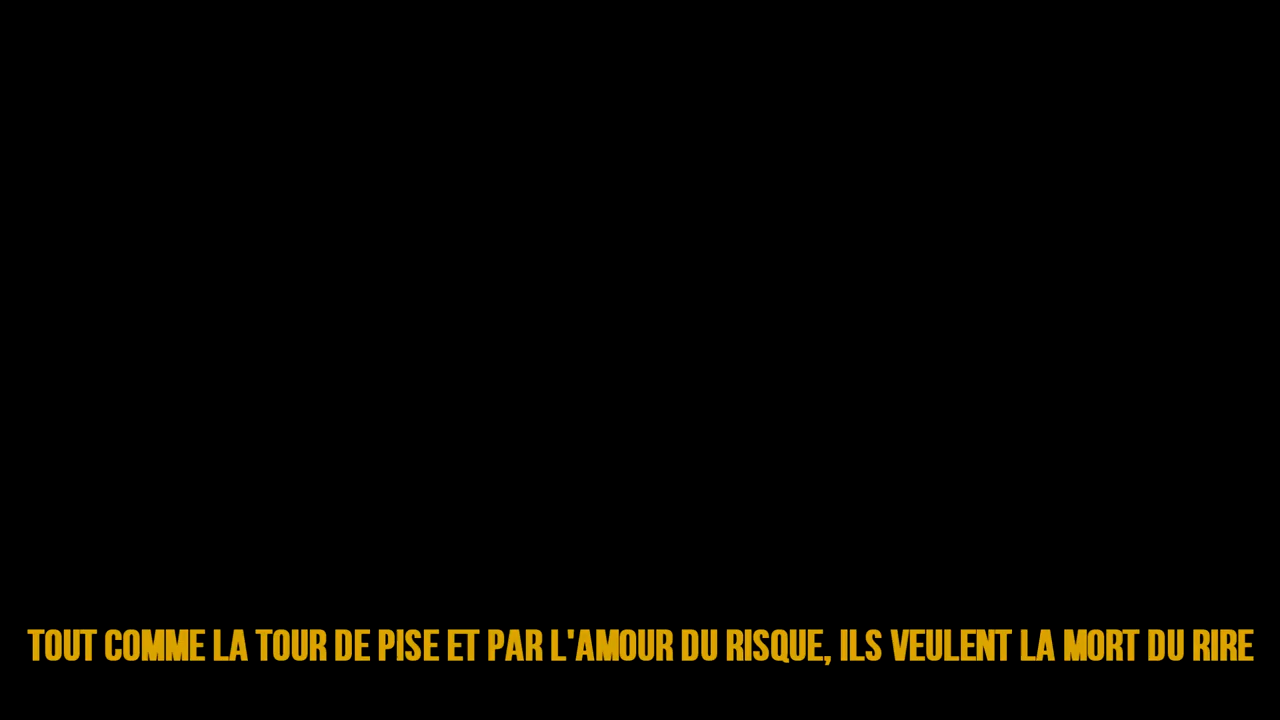 TOUT COMME LA TOUR DE PISE ET PAR L'AMOUR DU RISQUE, ILS VEULENT LA MORT DU RIRE